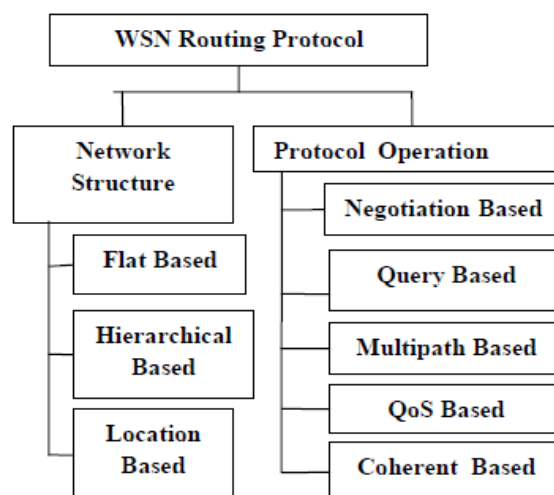 WSN Routing Protocol
Network
Structure
Flat Based
Hierarchical
Based
Location
Based
Protocol Operation
Negotiation Based
Query Based
Multipath Based
QoS Based
Coherent Based